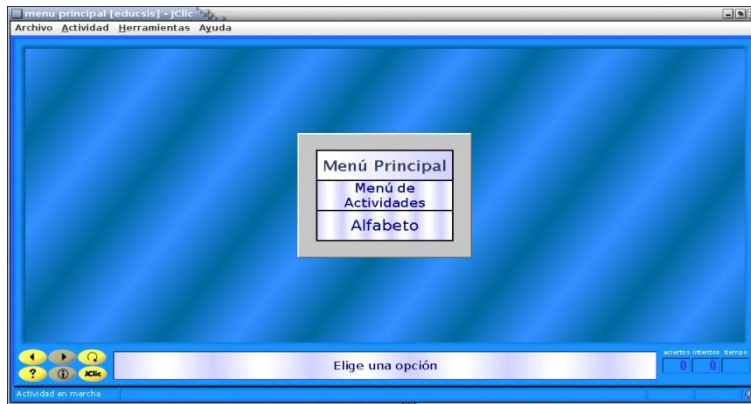 menu principal [educsis] - JClic
Archivo Actividad Herramientas Ayuda
Menú Principal
Menú de
Actividades
Alfabeto
Elige una opción
aciertos intentos tiempo
0 0
? i JClic
Actividad en marcha